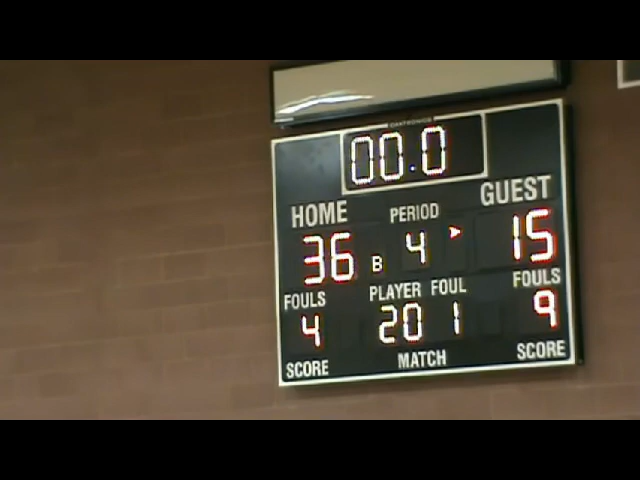 DAKTRONICS
00.0
HOME PERIOD GUEST
36 B 4 15
FOULS PLAYER FOUL FOULS
4 20 1 9
SCORE MATCH SCORE